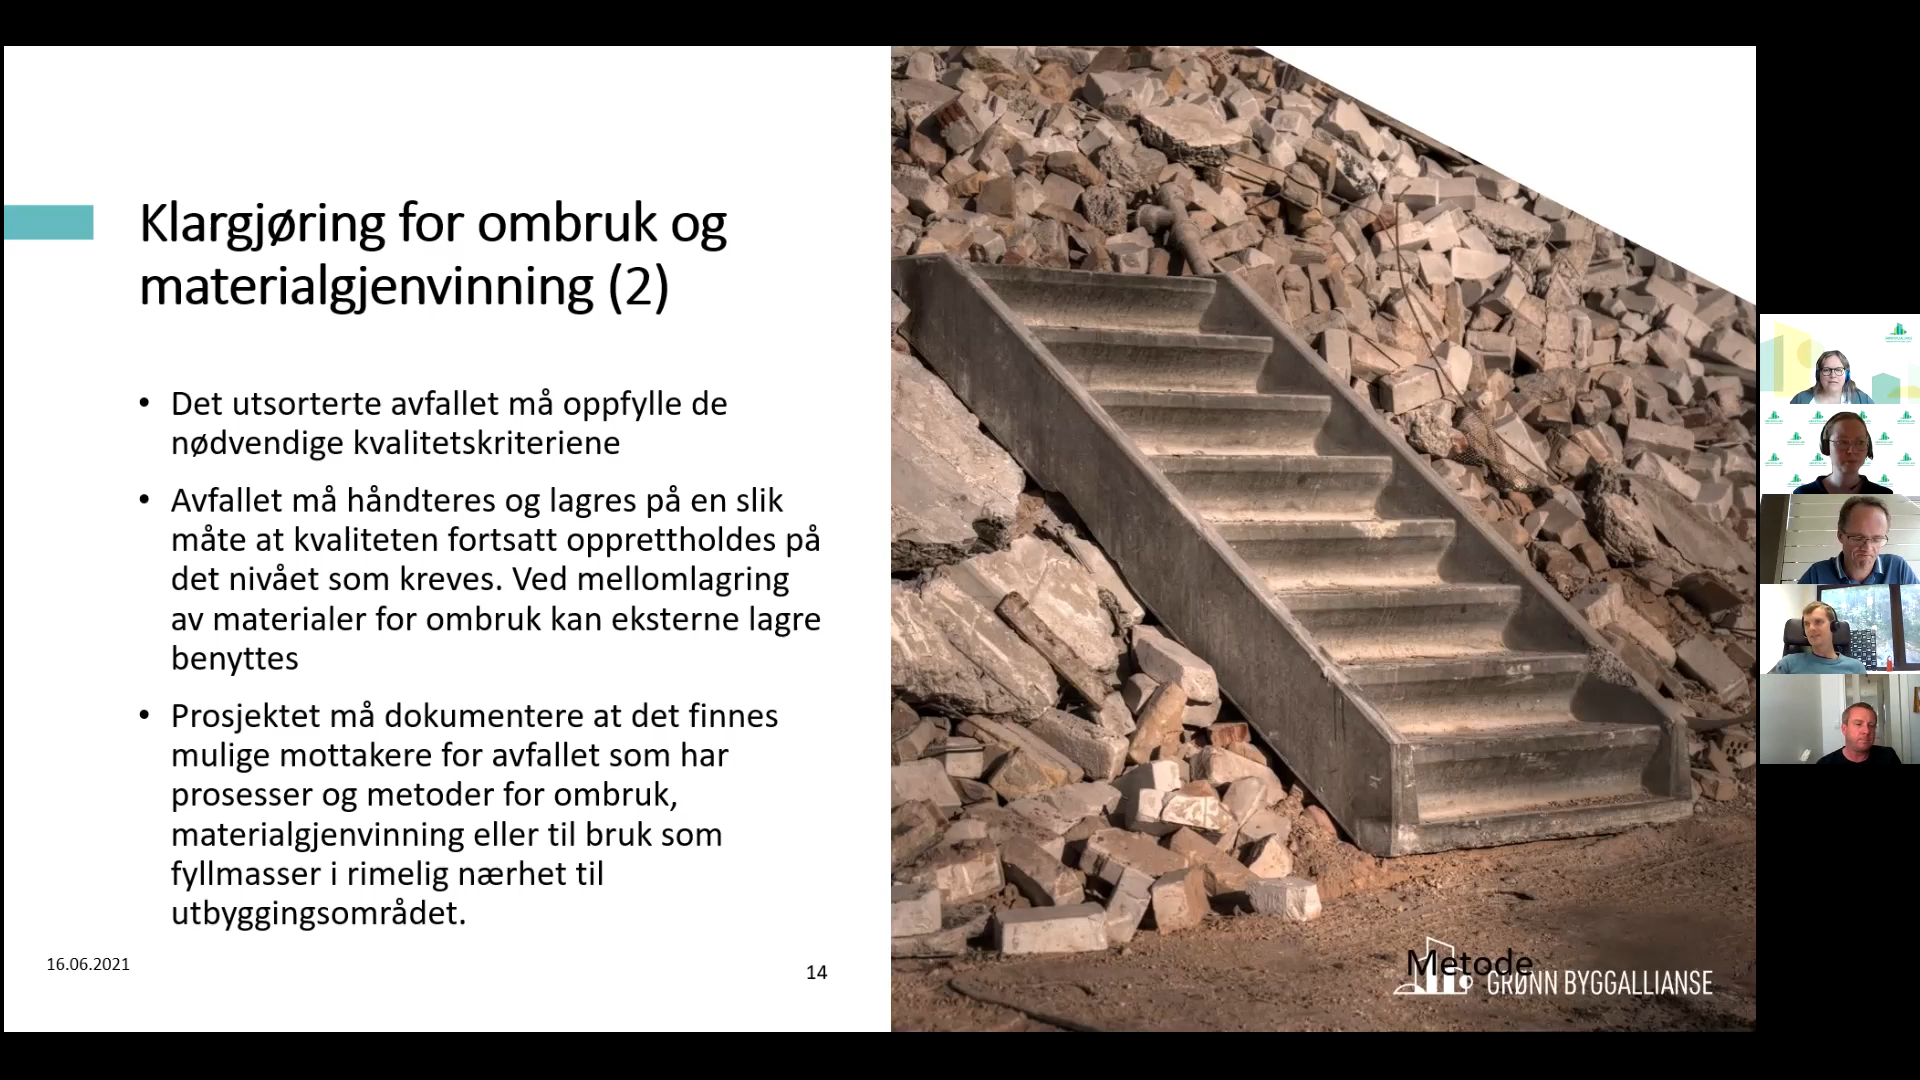 Klargjøring for ombruk og
materialgjenvinning (2)
• Det utsorterte avfallet må oppfylle de
nødvendige kvalitetskriteriene
• Avfallet må håndteres og lagres på en slik
måte at kvaliteten fortsatt opprettholdes på
det nivået som kreves. Ved mellomlagring
av materialer for ombruk kan eksterne lagre
benyttes
• Prosjektet må dokumentere at det finnes
mulige mottakere for avfallet som har
prosesser og metoder for ombruk,
materialgjenvinning eller til bruk som
fyllmasser i rimelig nærhet til
utbyggingsområdet.
16.06.2021
14
Metode
GRØNN BYGGALLIANSE